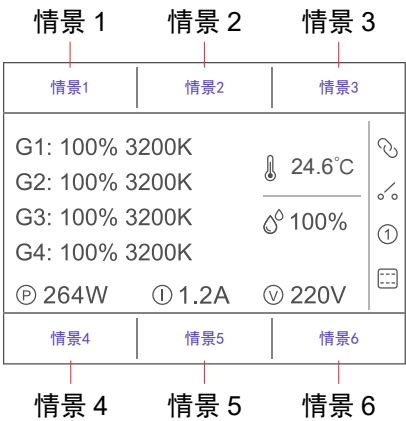 情景 1 情景 2 情景 3
情景1 情景2 情景3
G1: 100% 3200K
G2: 100% 3200K
G3: 100% 3200K
G4: 100% 3200K
24.6°C
100%
1
P 264W I 1.2A V 220V
情景4 情景5 情景6
情景 4 情景 5 情景 6